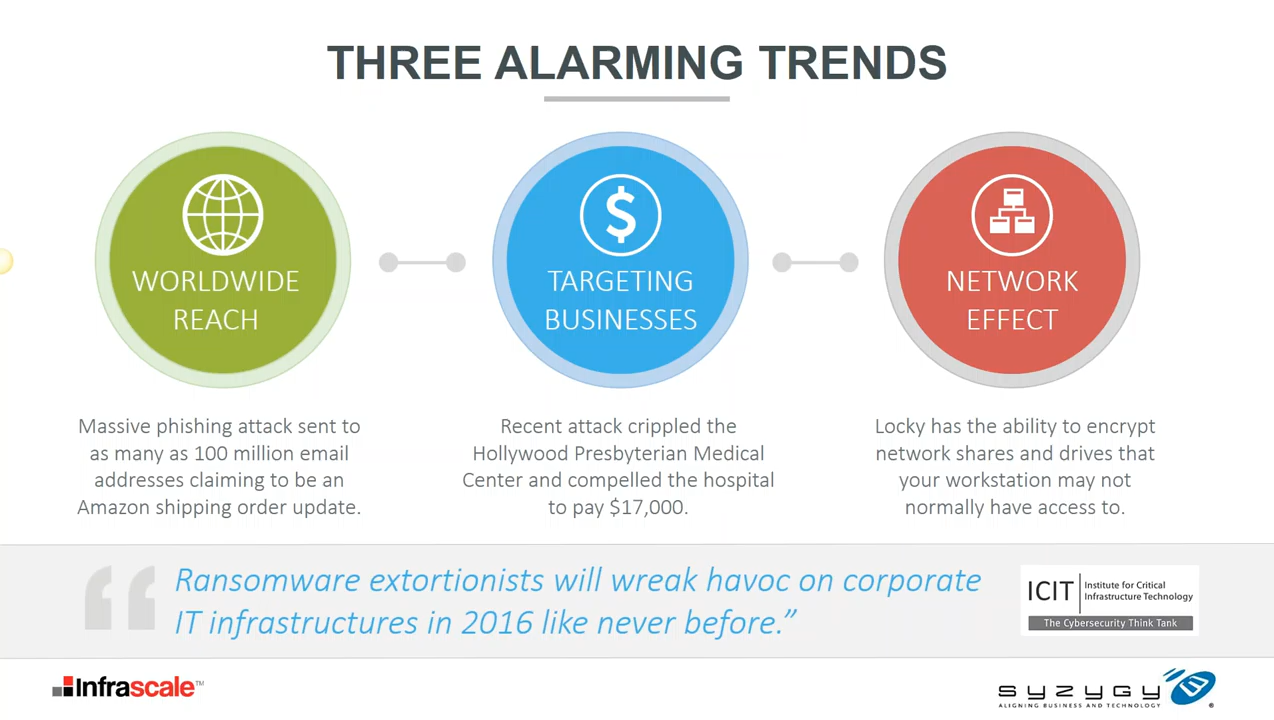 THREE ALARMING TRENDS
WORLDWIDE
REACH
Massive phishing attack sent to
as many as 100 million email
addresses claiming to be an
Amazon shipping order update.
$
TARGETING
BUSINESSES
Recent attack crippled the
Hollywood Presbyterian Medical
Center and compelled the hospital
to pay $17,000.
NETWORK
EFFECT
Locky has the ability to encrypt
network shares and drives that
your workstation may not
normally have access to.
“Ransomware extortionists will wreak havoc on corporate
IT infrastructures in 2016 like never before.”
ICIT
Institute for Critical
Infrastructure Technology
The Cybersecurity Think Tank
Infrascale™
SYZYGY
ALIGNING BUSINESS AND TECHNOLOGY
®